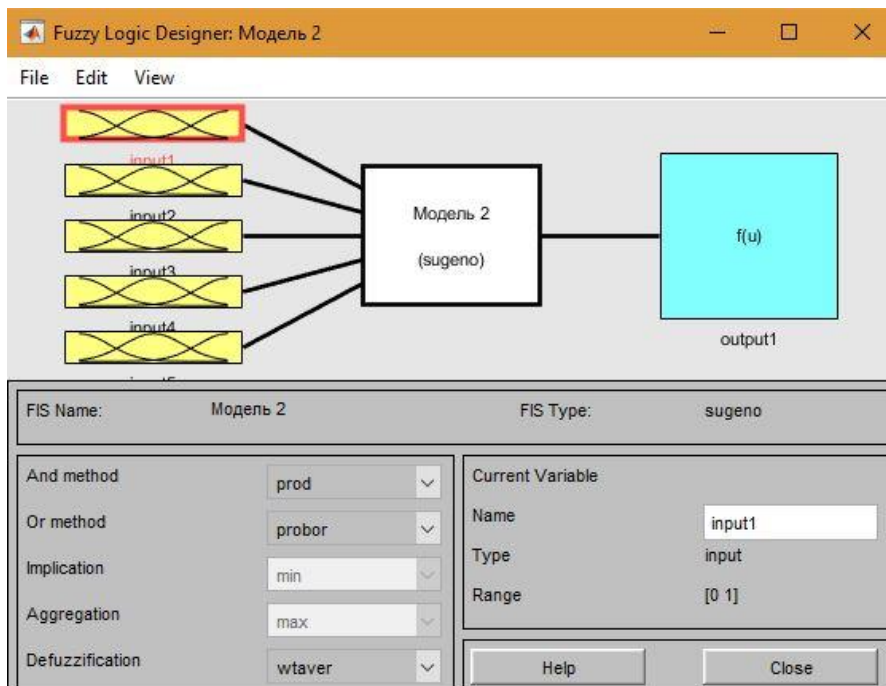 Fuzzy Logic Designer: Модель 2
File Edit View
input1
input2
input3
input4
Модель 2
(sugeno)
f(u)
output1
FIS Name: Модель 2 FIS Type: sugeno
And method prod
Or method probor
Implication min
Aggregation max
Defuzzification wtaver
Current Variable
Name input1
Type input
Range [0 1]
Help Close